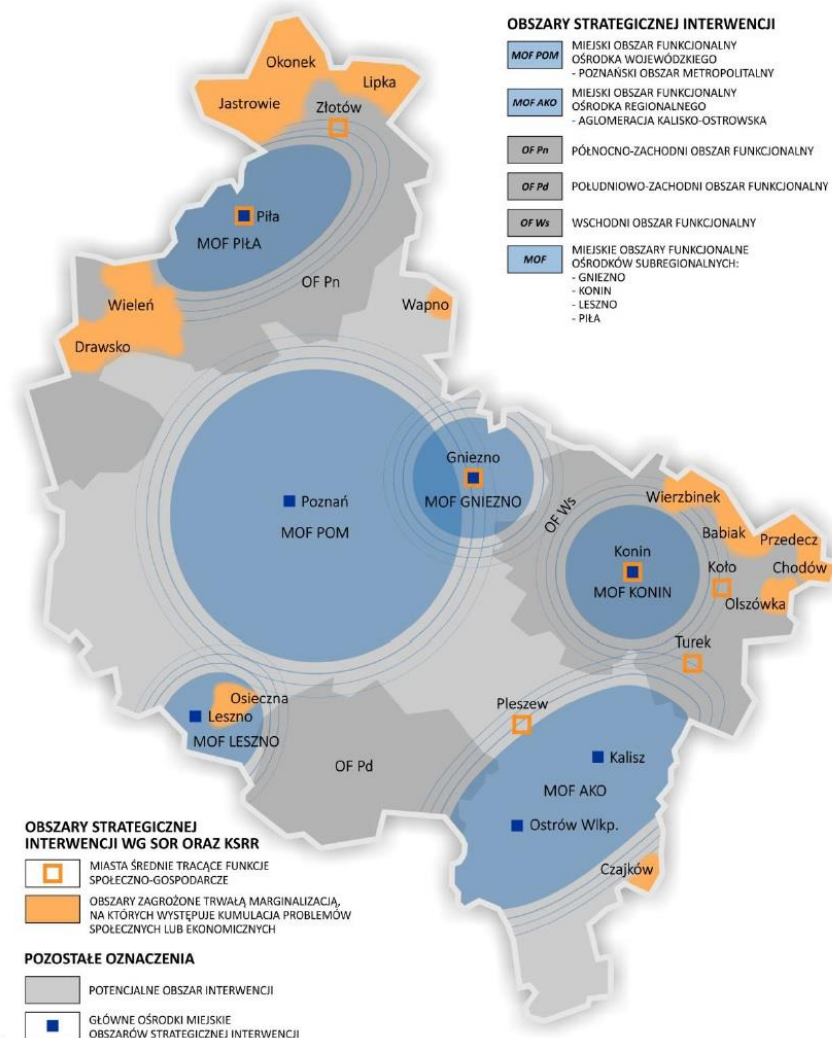 OBSZARY STRATEGICZNEJ INTERWENCJI
MOF POM
MIEJSKI OBSZAR FUNKCJONALNY
OŚRODKA WOJEWÓDZKIEGO
- POZNAŃSKI OBSZAR METROPOLITALNY
MOF AKO
MIEJSKI OBSZAR FUNKCJONALNY
OŚRODKA REGIONALNEGO
- AGLOMERACJA KALISKO-OSTROWSKA
OF Pn
PÓŁNOCNO-ZACHODNI OBSZAR FUNKCJONALNY
OF Pd
POŁUDNIOWO-ZACHODNI OBSZAR FUNKCJONALNY
OF Ws
WSCHODNI OBSZAR FUNKCJONALNY
MOF
MIEJSKIE OBSZARY FUNKCJONALNE
OŚRODKÓW SUBREGIONALNYCH:
- GNIEZNO
- KONIN
- LESZNO
- PIŁA
Okonek
Lipka
Jastrowie
Złotów
Piła
MOF PIŁA
OF Pn
Wieleń
Wapno
Drawsko
Gniezno
MOF GNIEZNO
Poznań
MOF POM
OF Ws
Wierzbinek
Babiak
Przedecz
Konin
Koło
Chodów
MOF KONIN
Olszówka
Turek
Osieczna
Leszno
MOF LESZNO
Pleszew
OF Pd
Kalisz
MOF AKO
Ostrów Wlkp.
Czajków
OBSZARY STRATEGICZNEJ
INTERWENCJI WG SOR ORAZ KSRR
MIASTA ŚREDNIE TRACĄCE FUNKCJE
SPOŁECZNO-GOSPODARCZE
OBSZARY ZAGROŻONE TRWAŁĄ MARGINALIZACJĄ,
NA KTÓRYCH WYSTĘPUJE KUMULACJA PROBLEMÓW
SPOŁECZNYCH LUB EKONOMICZNYCH
POZOSTAŁE OZNACZENIA
POTENCJALNE OBSZAR INTERWENCJI
GŁÓWNE OŚRODKI MIEJSKIE
OBSZARÓW STRATEGICZNEJ INTERWENCJI